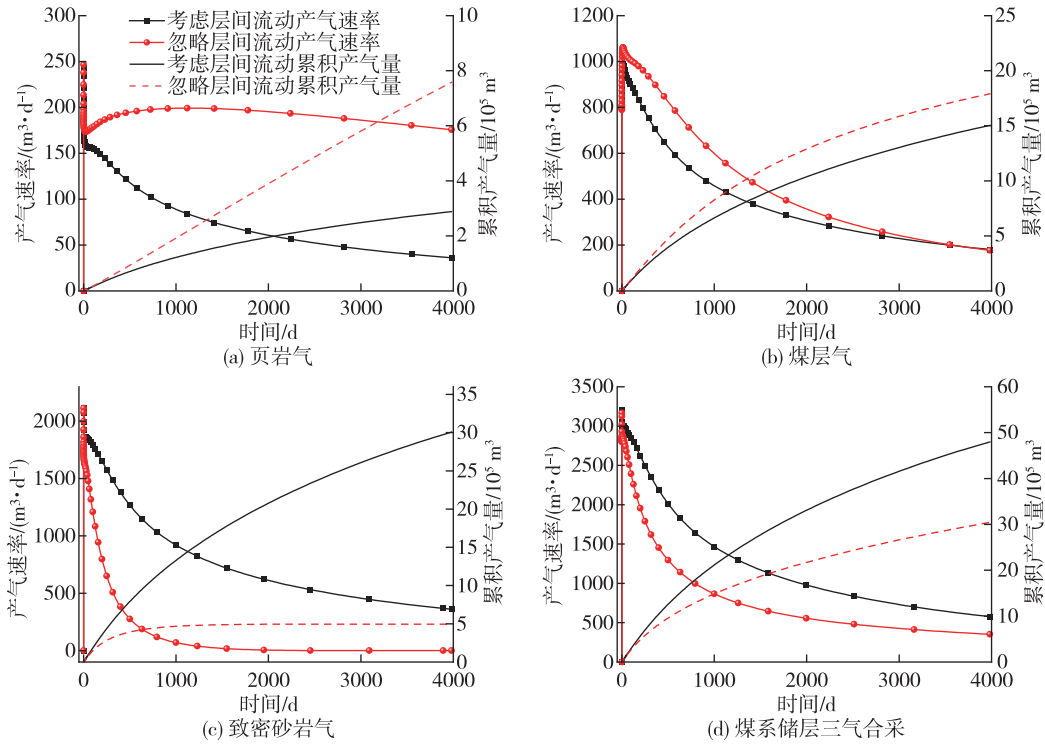 考虑层间流动产气速率
忽略层间流动产气速率
考虑层间流动累积产气量
忽略层间流动累积产气量
产气速率/(m³•d⁻¹)
300
250
200
150
100
50
0
累积产气量/10⁵ m³
10
8
6
4
2
0
0 1000 2000 3000 4000
时间/d
(a) 页岩气
产气速率/(m³•d⁻¹)
1200
1000
800
600
400
200
0
累积产气量/10⁵ m³
25
20
15
10
5
0
0 1000 2000 3000 4000
时间/d
(b) 煤层气
产气速率/(m³•d⁻¹)
2000
1500
1000
500
0
累积产气量/10⁵ m³
35
30
25
20
15
10
5
0
0 1000 2000 3000 4000
时间/d
(c) 致密砂岩气
产气速率/(m³•d⁻¹)
3500
3000
2500
2000
1500
1000
500
0
累积产气量/10⁵ m³
60
50
40
30
20
10
0
0 1000 2000 3000 4000
时间/d
(d) 煤系储层三气合采